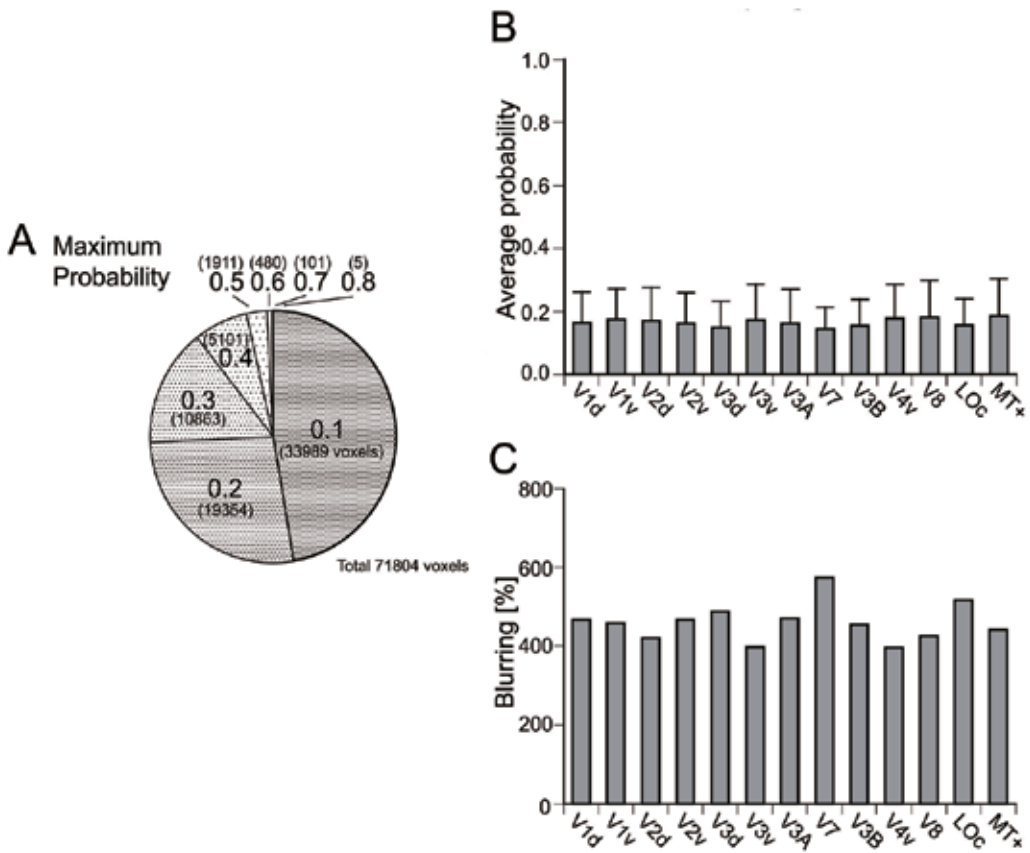 A
Maximum
Probability
(1911) (480) (101) (5)
0.5 0.6 0.7 0.8
(5101)
0.4
0.3
(10863)
0.1
(33989 voxels)
0.2
(19354)
Total 71804 voxels
B
Average probability
1.0
0.8
0.6
0.4
0.2
0.0
V1d V1v V2d V2v V3d V3v V3A V7 V3B V4v V8 LOc MT+
C
Blurring [%]
800
600
400
200
0
V1d V1v V2d V2v V3d V3v V3A V7 V3B V4v V8 LOc MT+